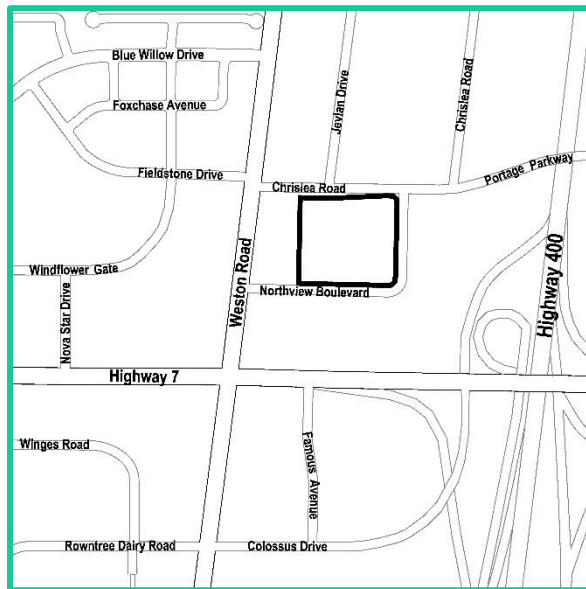 Blue Willow Drive
Foxchase Avenue
Jevlan Drive
Chrislea Road
Fieldstone Drive
Chrislea Road
Portage Parkway
Windflower Gate
Nova Star Drive
Weston Road
Northview Boulevard
Highway 400
Highway 7
Winges Road
Famous Avenue
Rowntree Dairy Road
Colossus Drive